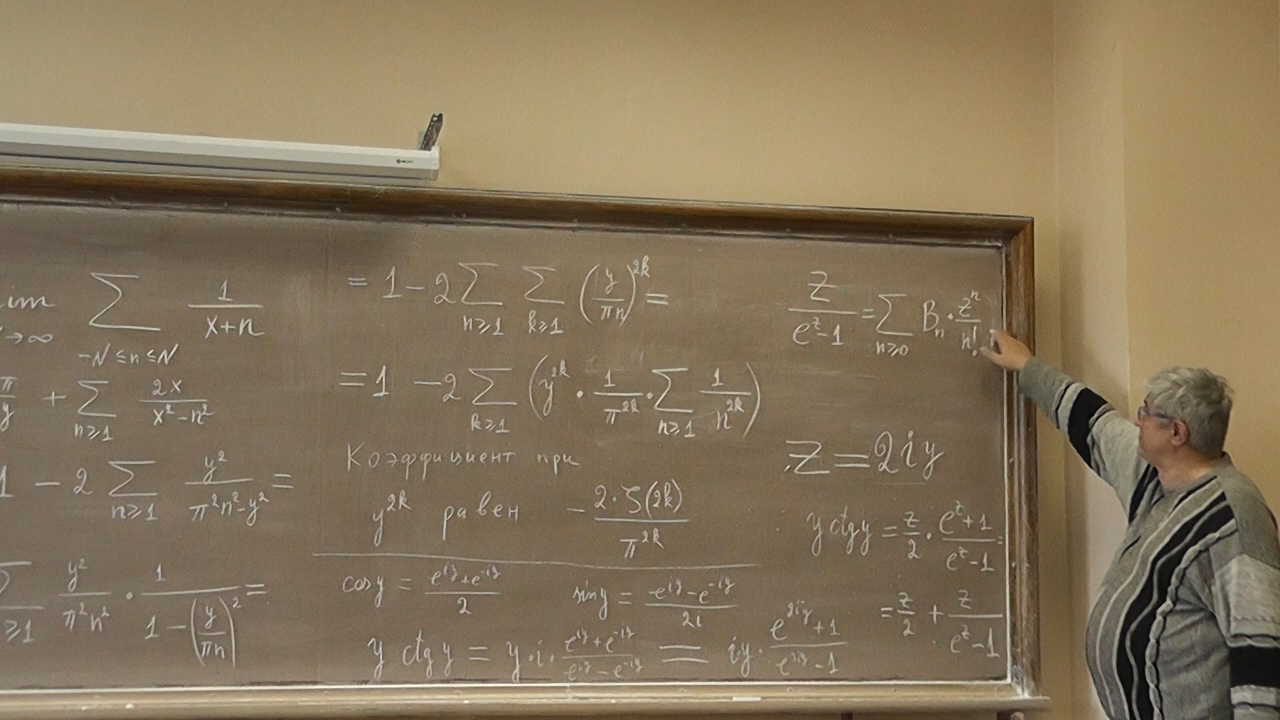 im ∑ 1/(x+n)
→∞ -N≤n≤N
π/y + ∑ n≥1 2x/(x²-n²)
1 - 2 ∑ n≥1 y²/(π²n²-y²) =
∑ ≥1 y²/(π²n²) · 1/(1-(y/(πn))²) =
= 1 - 2 ∑ n≥1 ∑ k≥1 (y/(πn))^2k =
= 1 - 2 ∑ k≥1 (y^2k · 1/π^2k · ∑ n≥1 1/n^2k)
Коэффициент при
y^2k равен - 2·ζ(2k)/π^2k
cos y = (e^iy+e^-iy)/2 sin y = (e^iy-e^-iy)/2i
y ctg y = y·i·(e^iy+e^-iy)/(e^iy-e^-iy) = iy·(e^2iy+1)/(e^2iy-1)
z/(e^z-1) = ∑ n≥0 B_n · z^n/n!
z = 2iy
y ctg y = z/2 · (e^z+1)/(e^z-1) =
= z/2 + z/(e^z-1)